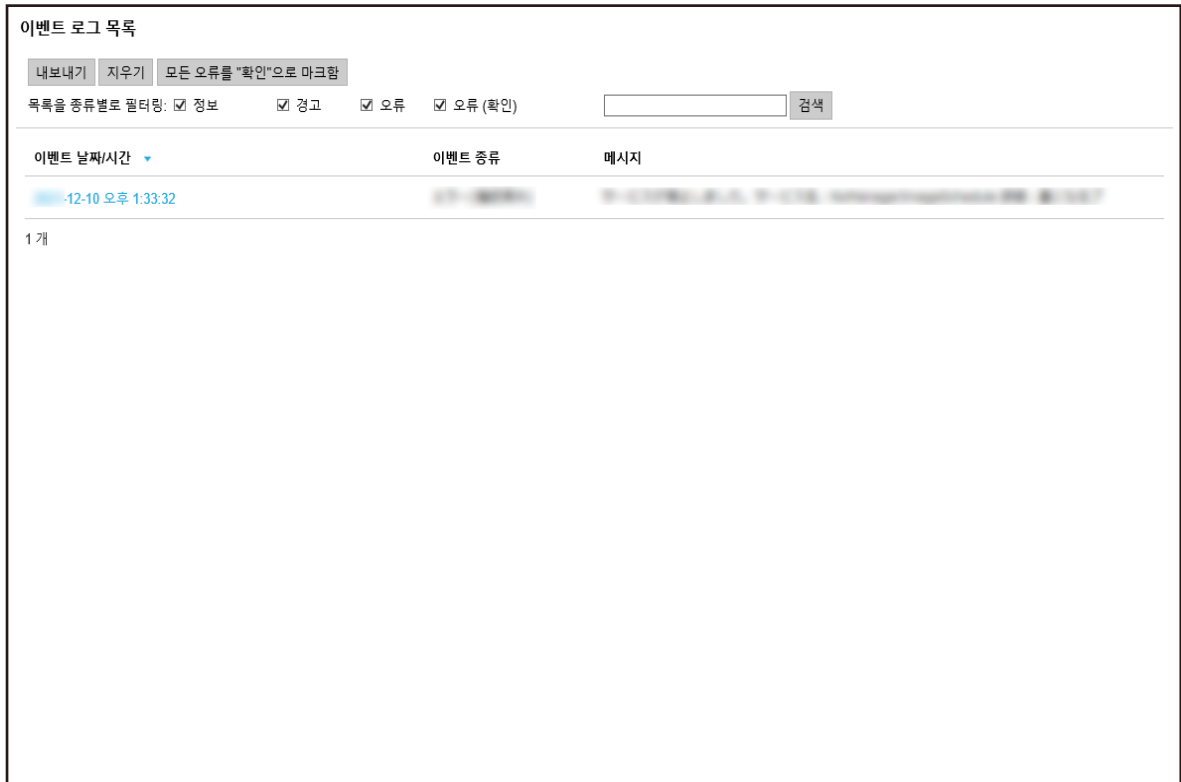 이벤트 로그 목록
내보내기 지우기 모든 오류를 "확인"으로 마크함
목록을 종류별로 필터링: 정보 경고 오류 오류 (확인) 검색
이벤트 날짜/시간 이벤트 종류 메시지
-12-10 오후 1:33:32
1 개